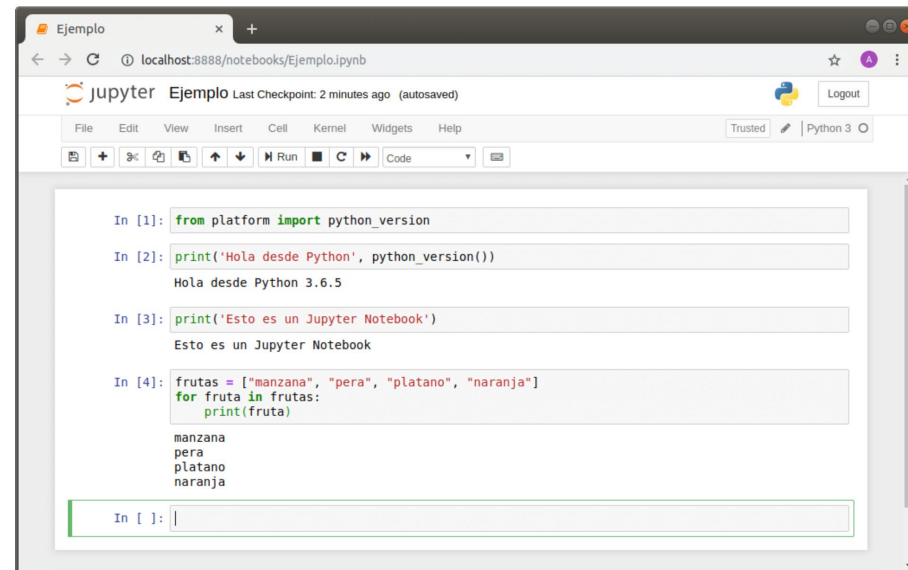 Ejemplo
localhost:8888/notebooks/Ejemplo.ipynb
A
jupyter Ejemplo Last Checkpoint: 2 minutes ago (autosaved)
Logout
File Edit View Insert Cell Kernel Widgets Help
Trusted Python 3
Run Code
In [1]: from platform import python_version
In [2]: print('Hola desde Python', python_version())
Hola desde Python 3.6.5
In [3]: print('Esto es un Jupyter Notebook')
Esto es un Jupyter Notebook
In [4]: frutas = ["manzana", "pera", "platano", "naranja"]
for fruta in frutas:
    print(fruta)
manzana
pera
platano
naranja
In [ ]: